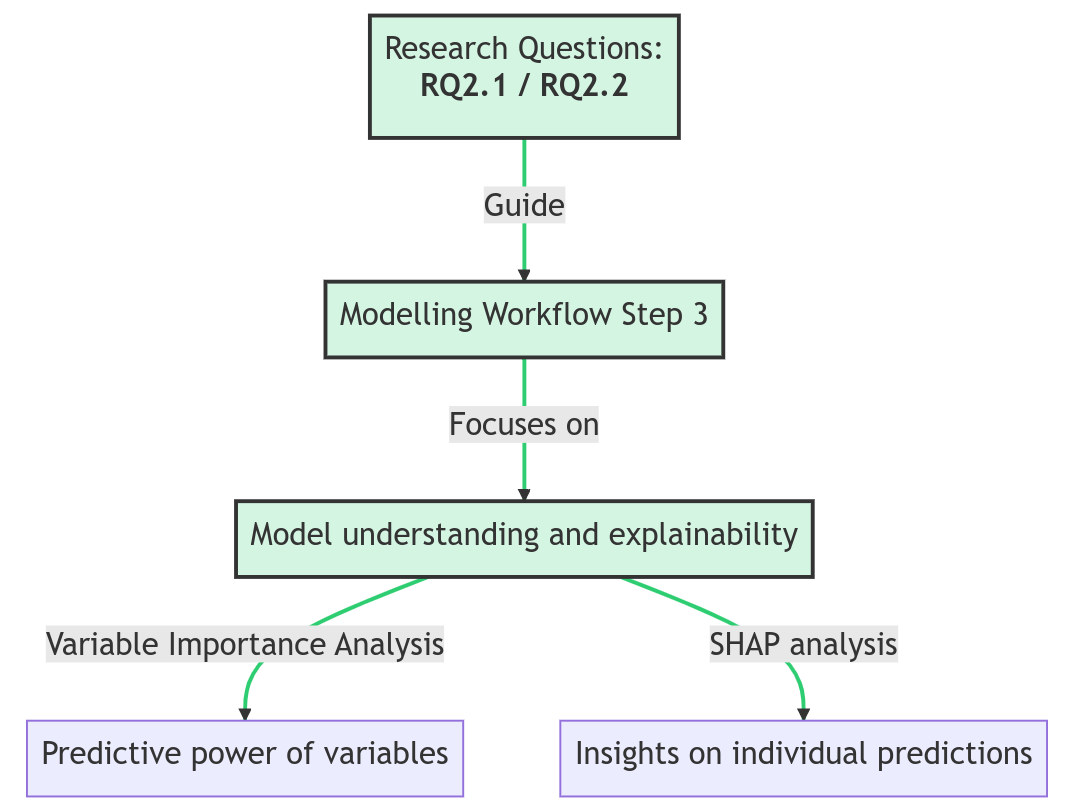 Research Questions:
RQ2.1 / RQ2.2
Guide
Modelling Workflow Step 3
Focuses on
Model understanding and explainability
Variable Importance Analysis
SHAP analysis
Predictive power of variables
Insights on individual predictions